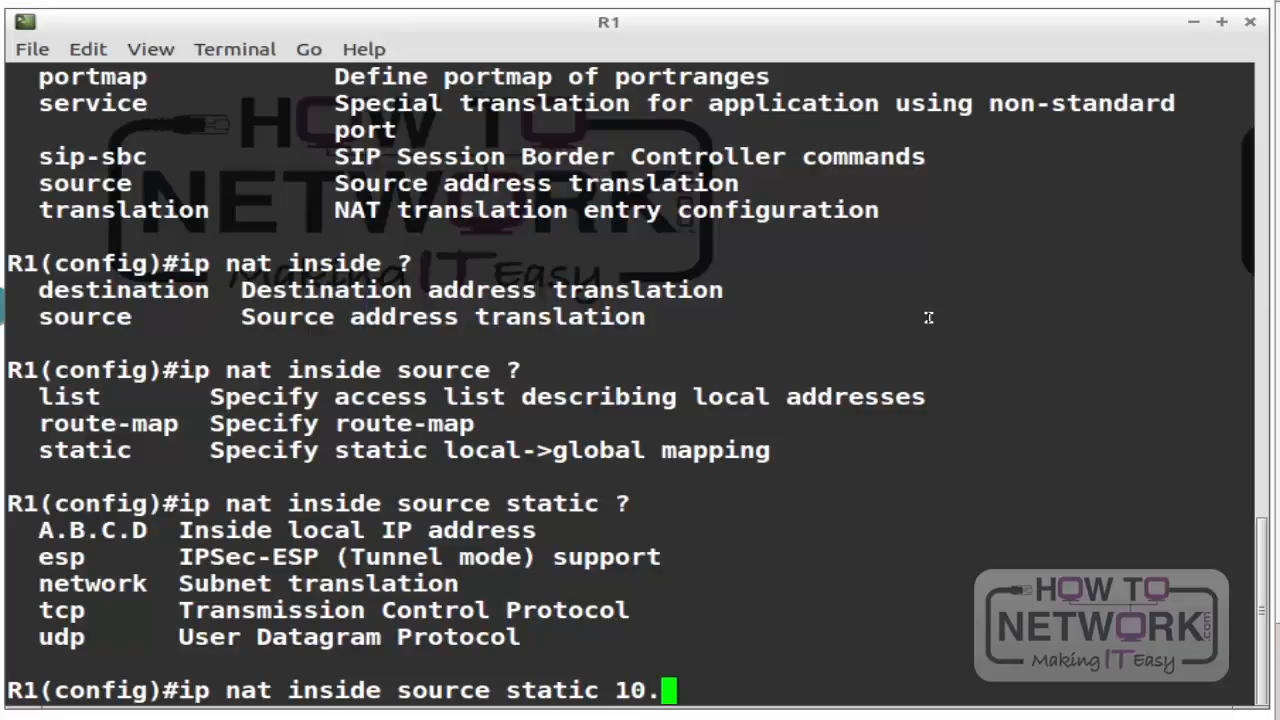 R1
File Edit View Terminal Go Help
portmap Define portmap of portranges
service Special translation for application using non-standard
port
sip-sbc SIP Session Border Controller commands
source Source address translation
translation NAT translation entry configuration
R1(config)#ip nat inside ?
destination Destination address translation
source Source address translation
R1(config)#ip nat inside source ?
list Specify access list describing local addresses
route-map Specify route-map
static Specify static local->global mapping
R1(config)#ip nat inside source static ?
A.B.C.D Inside local IP address
esp IPSec-ESP (Tunnel mode) support
network Subnet translation
tcp Transmission Control Protocol
udp User Datagram Protocol
R1(config)#ip nat inside source static 10.
HOW TO
NETWORK
Making IT Easy
HOW TO
NETWORK.com
Making IT Easy